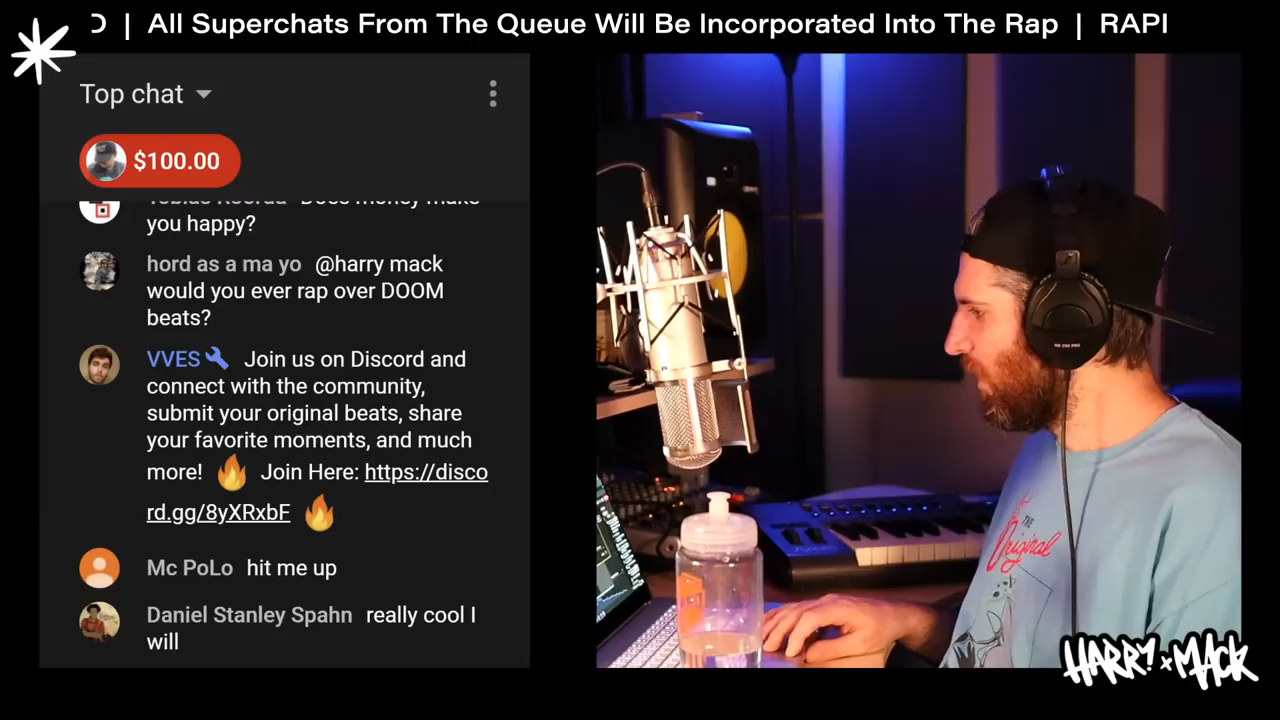 | All Superchats From The Queue Will Be Incorporated Into The Rap | RAPI
Top chat
$100.00
you happy?
hord as a ma yo @harry mack
would you ever rap over DOOM
beats?
VVES Join us on Discord and
connect with the community,
submit your original beats, share
your favorite moments, and much
more! Join Here: https://disco
rd.gg/8yXRxbF
Mc PoLo hit me up
Daniel Stanley Spahn really cool I
will
THE
Original
HARRY MACK